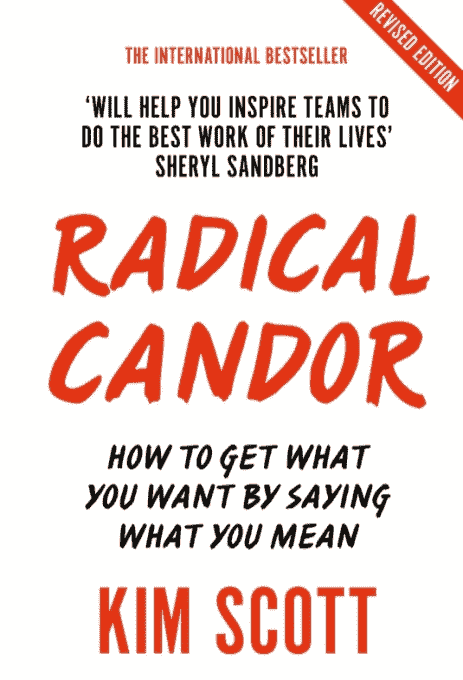 REVISED EDITION
THE INTERNATIONAL BESTSELLER
‘WILL HELP YOU INSPIRE TEAMS TO
DO THE BEST WORK OF THEIR LIVES’
SHERYL SANDBERG
RADICAL
CANDOR
HOW TO GET WHAT
YOU WANT BY SAYING
WHAT YOU MEAN
KIM SCOTT